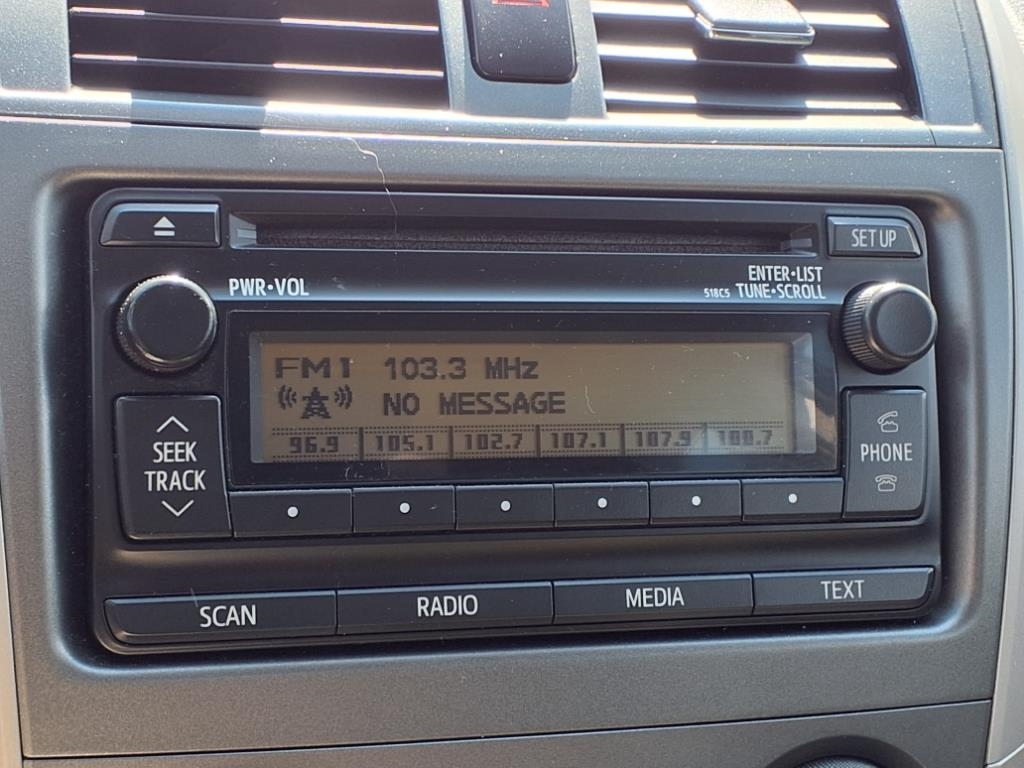 SET UP
PWR•VOL
ENTER•LIST
518C5 TUNE•SCROLL
FM1 103.3 MHz
NO MESSAGE
96.9 105.1 102.7 107.1 107.9 100.7
SEEK
TRACK
PHONE
SCAN RADIO MEDIA TEXT